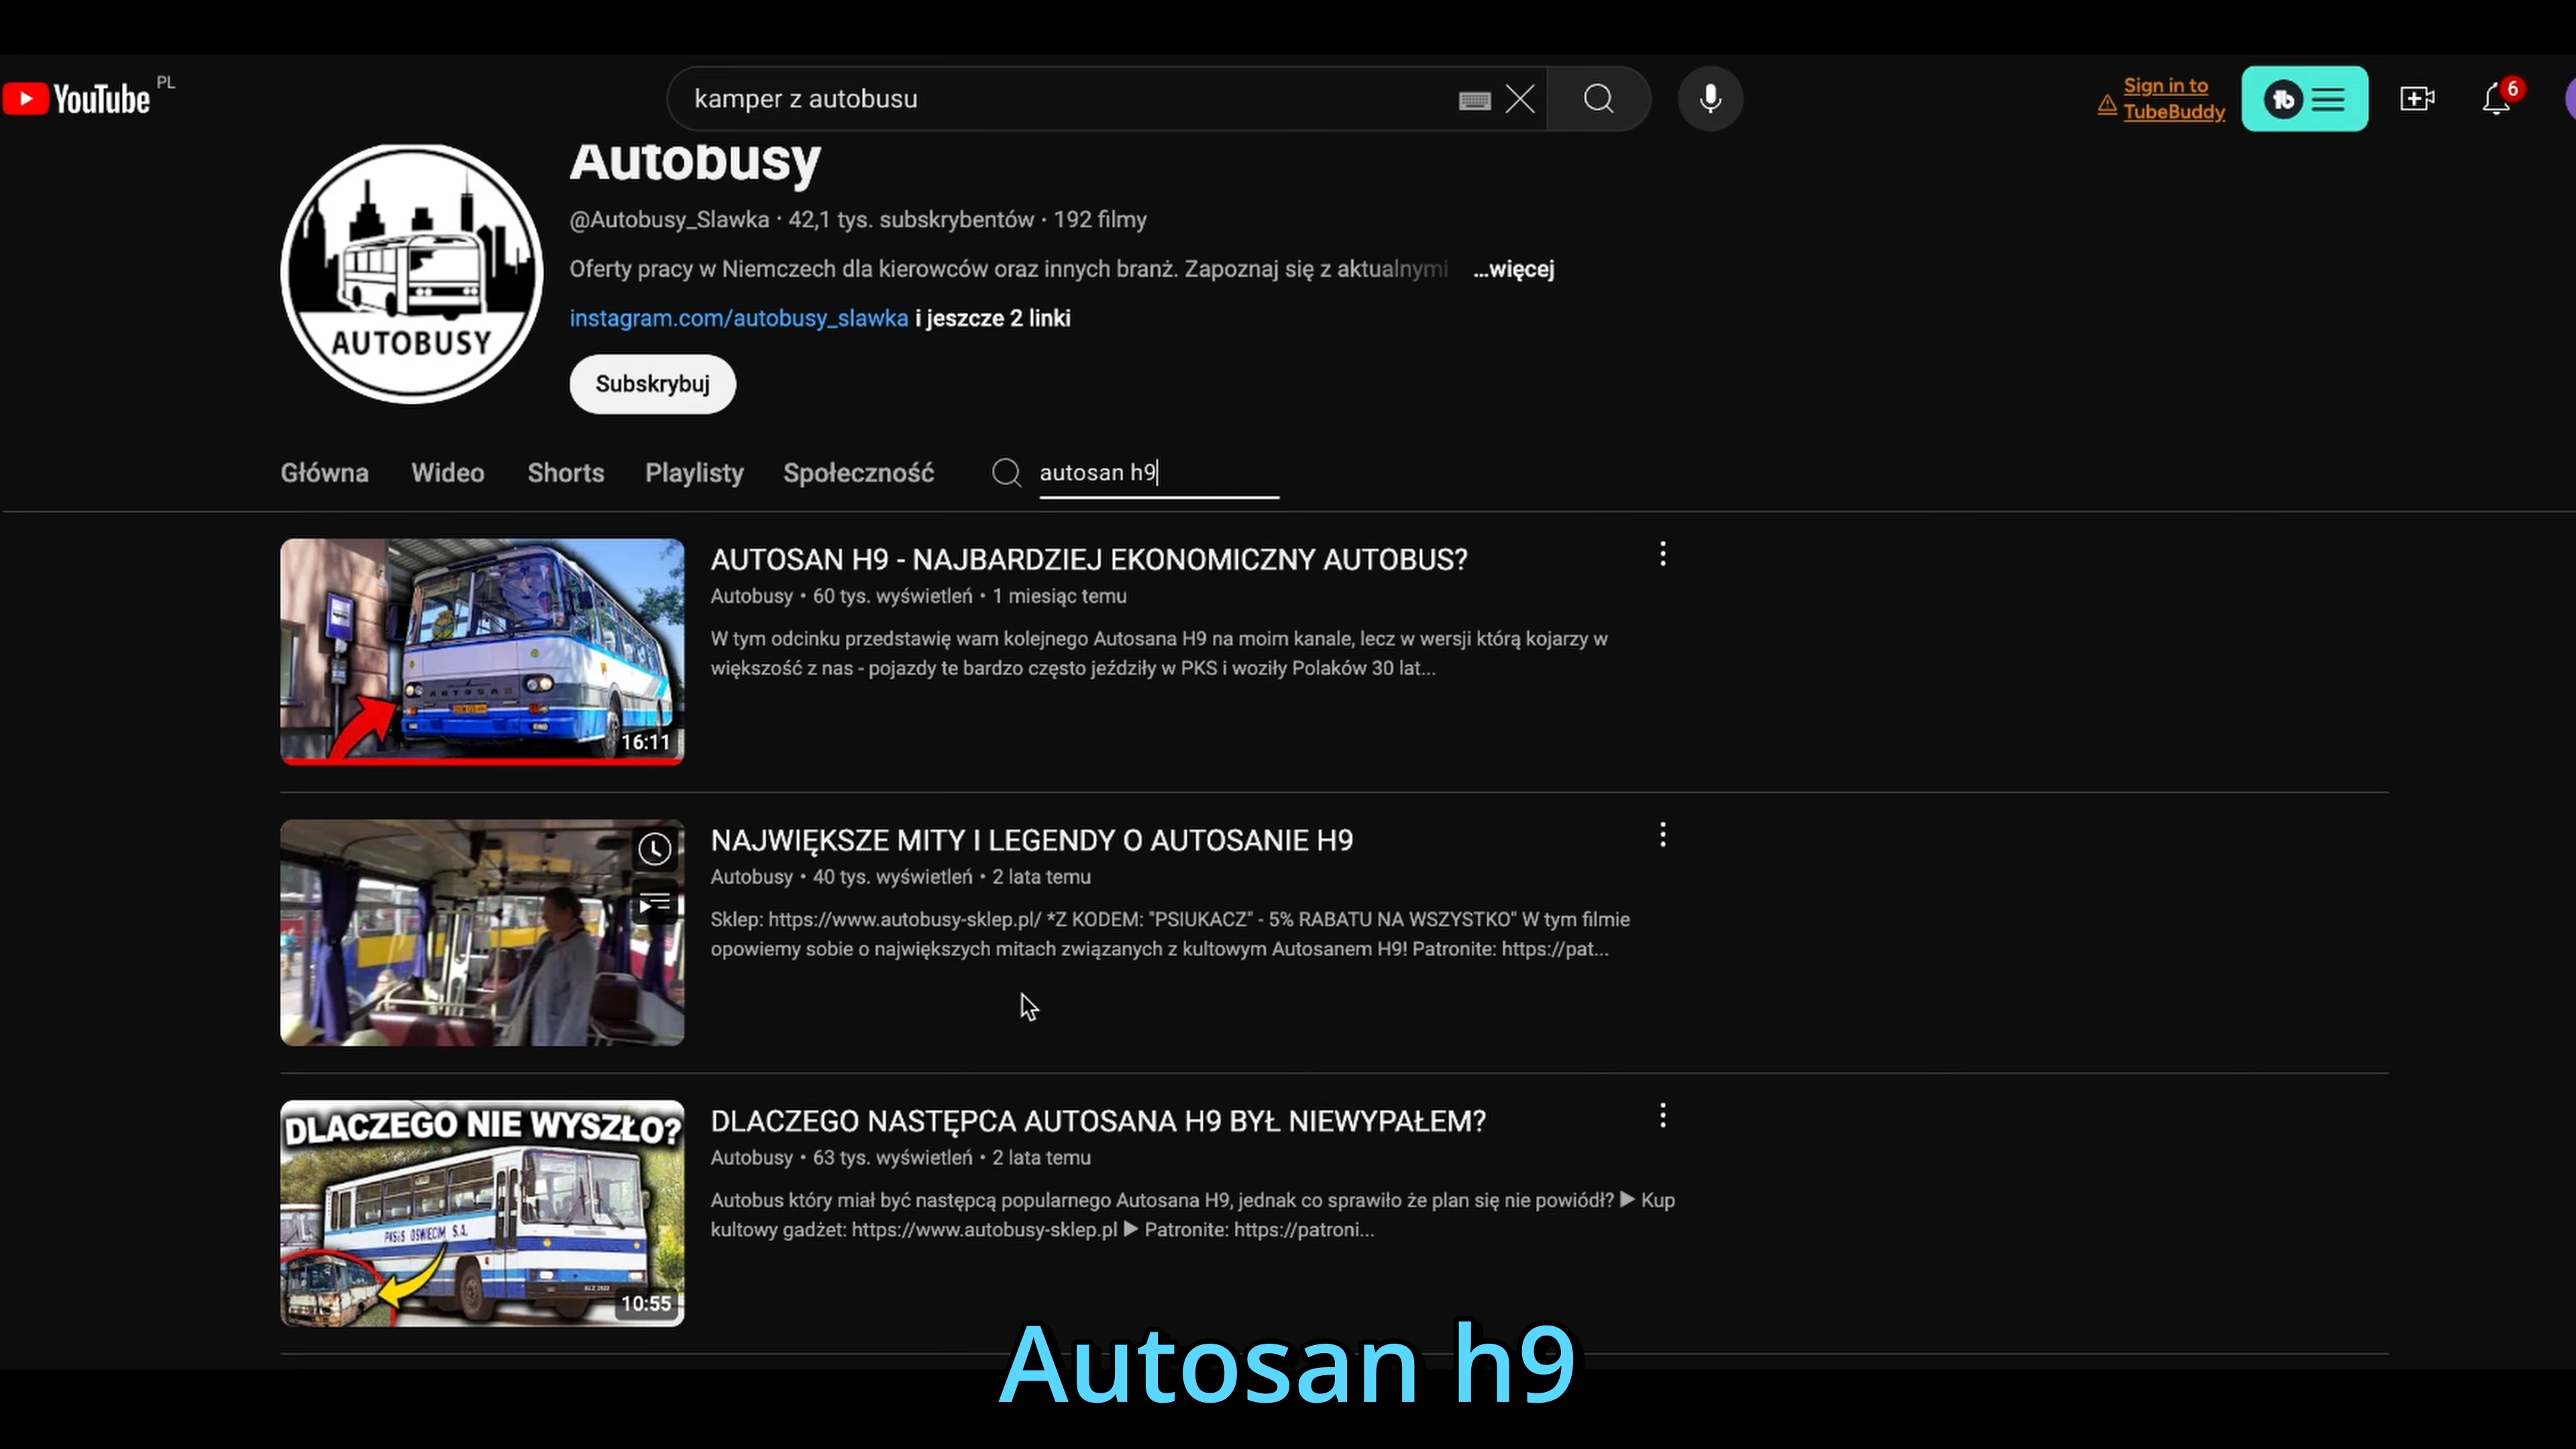 YouTube PL
kamper z autobusu
Sign in to
TubeBuddy
6
Autobusy
@Autobusy_Slawka · 42,1 tys. subskrybentów · 192 filmy
Oferty pracy w Niemczech dla kierowców oraz innych branż. Zapoznaj się z aktualnymi ...więcej
instagram.com/autobusy_slawka i jeszcze 2 linki
AUTOBUSY
Subskrybuj
Główna Wideo Shorts Playlisty Społeczność autosan h9
AUTOSAN H9 - NAJBARDZIEJ EKONOMICZNY AUTOBUS?
Autobusy • 60 tys. wyświetleń • 1 miesiąc temu
W tym odcinku przedstawię wam kolejnego Autosana H9 na moim kanale, lecz w wersji którą kojarzy w
większość z nas - pojazdy te bardzo często jeździły w PKS i woziły Polaków 30 lat...
AUTOSAN
16:11
NAJWIĘKSZE MITY I LEGENDY O AUTOSANIE H9
Autobusy • 40 tys. wyświetleń • 2 lata temu
Sklep: https://www.autobusy-sklep.pl/ *Z KODEM: "PSIUKACZ" - 5% RABATU NA WSZYSTKO" W tym filmie
opowiemy sobie o największych mitach związanych z kultowym Autosanem H9! Patronite: https://pat...
DLACZEGO NIE WYSZŁO?
PKSiS OŚWIĘCIM S.A.
10:55
DLACZEGO NASTĘPCA AUTOSANA H9 BYŁ NIEWYPAŁEM?
Autobusy • 63 tys. wyświetleń • 2 lata temu
Autobus który miał być następcą popularnego Autosana H9, jednak co sprawiło że plan się nie powiódł? ▶ Kup
kultowy gadżet: https://www.autobusy-sklep.pl ▶ Patronite: https://patroni...
Autosan h9